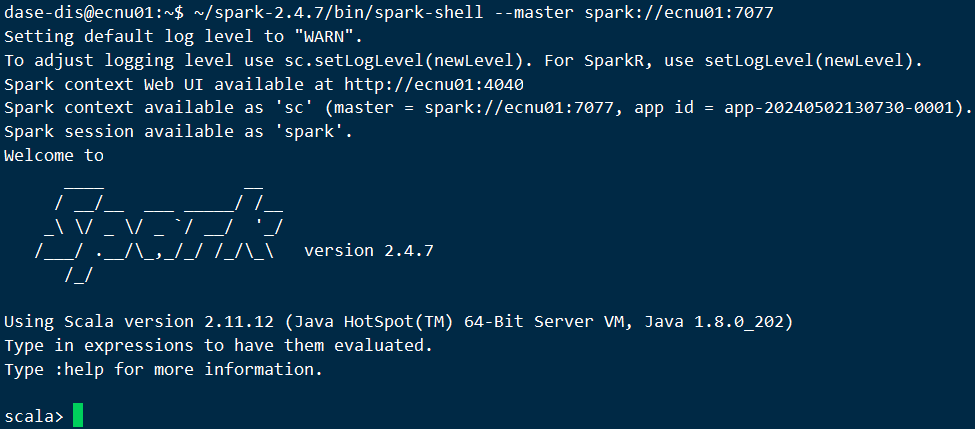 dase-dis@ecnu01:~$ ~/spark-2.4.7/bin/spark-shell --master spark://ecnu01:7077
Setting default log level to "WARN".
To adjust logging level use sc.setLogLevel(newLevel). For SparkR, use setLogLevel(newLevel).
Spark context Web UI available at http://ecnu01:4040
Spark context available as 'sc' (master = spark://ecnu01:7077, app id = app-20240502130730-0001).
Spark session available as 'spark'.
Welcome to
      ____              __
     / __/__  ___ _____/ /__
    _\ \/ _ \/ _ `/ __/  '_/
   /___/ .__/\_,_/_/ /_/\_\   version 2.4.7
      /_/
Using Scala version 2.11.12 (Java HotSpot(TM) 64-Bit Server VM, Java 1.8.0_202)
Type in expressions to have them evaluated.
Type :help for more information.
scala>